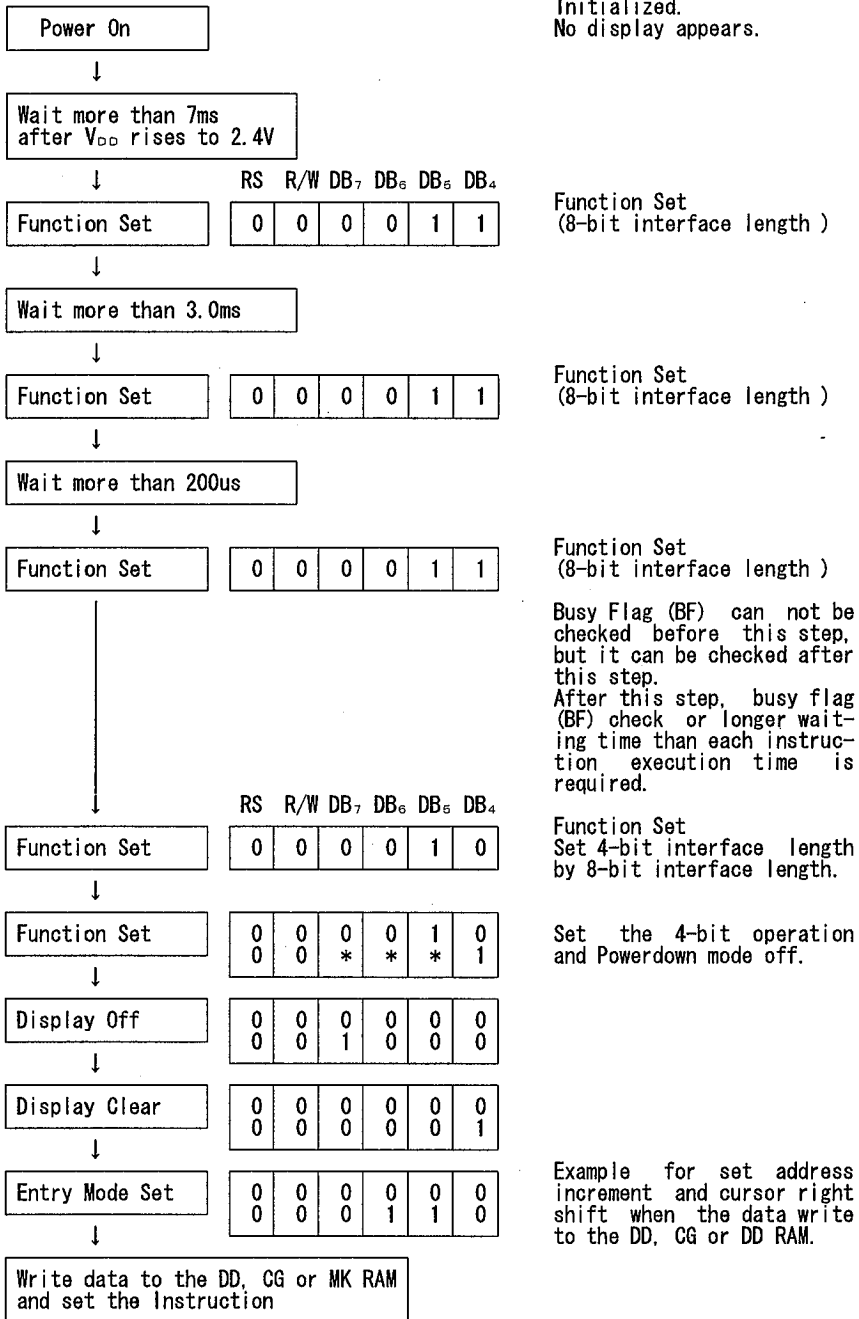 Initialized.
Power On
No display appears.
↓
Wait more than 7ms
after VDD rises to 2.4V
↓ RS R/W DB7 DB6 DB5 DB4
Function Set 0 0 0 0 1 1
Function Set
(8-bit interface length )
↓
Wait more than 3.0ms
↓
Function Set 0 0 0 0 1 1
Function Set
(8-bit interface length )
↓
Wait more than 200us
↓
Function Set 0 0 0 0 1 1
Function Set
(8-bit interface length )
Busy Flag (BF) can not be
checked before this step,
but it can be checked after
this step.
After this step, busy flag
(BF) check or longer wait-
ing time than each instruc-
tion execution time is
required.
↓ RS R/W DB7 DB6 DB5 DB4
Function Set 0 0 0 0 1 0
Function Set
Set 4-bit interface length
by 8-bit interface length.
↓
Function Set 0 0 0 0 1 0
0 0 * * * 1
Set the 4-bit operation
and Powerdown mode off.
↓
Display Off 0 0 0 0 0 0
0 0 1 0 0 0
↓
Display Clear 0 0 0 0 0 0
0 0 0 0 0 1
↓
Entry Mode Set 0 0 0 0 0 0
0 0 0 1 1 0
Example for set address
increment and cursor right
shift when the data write
to the DD, CG or DD RAM.
↓
Write data to the DD, CG or MK RAM
and set the Instruction